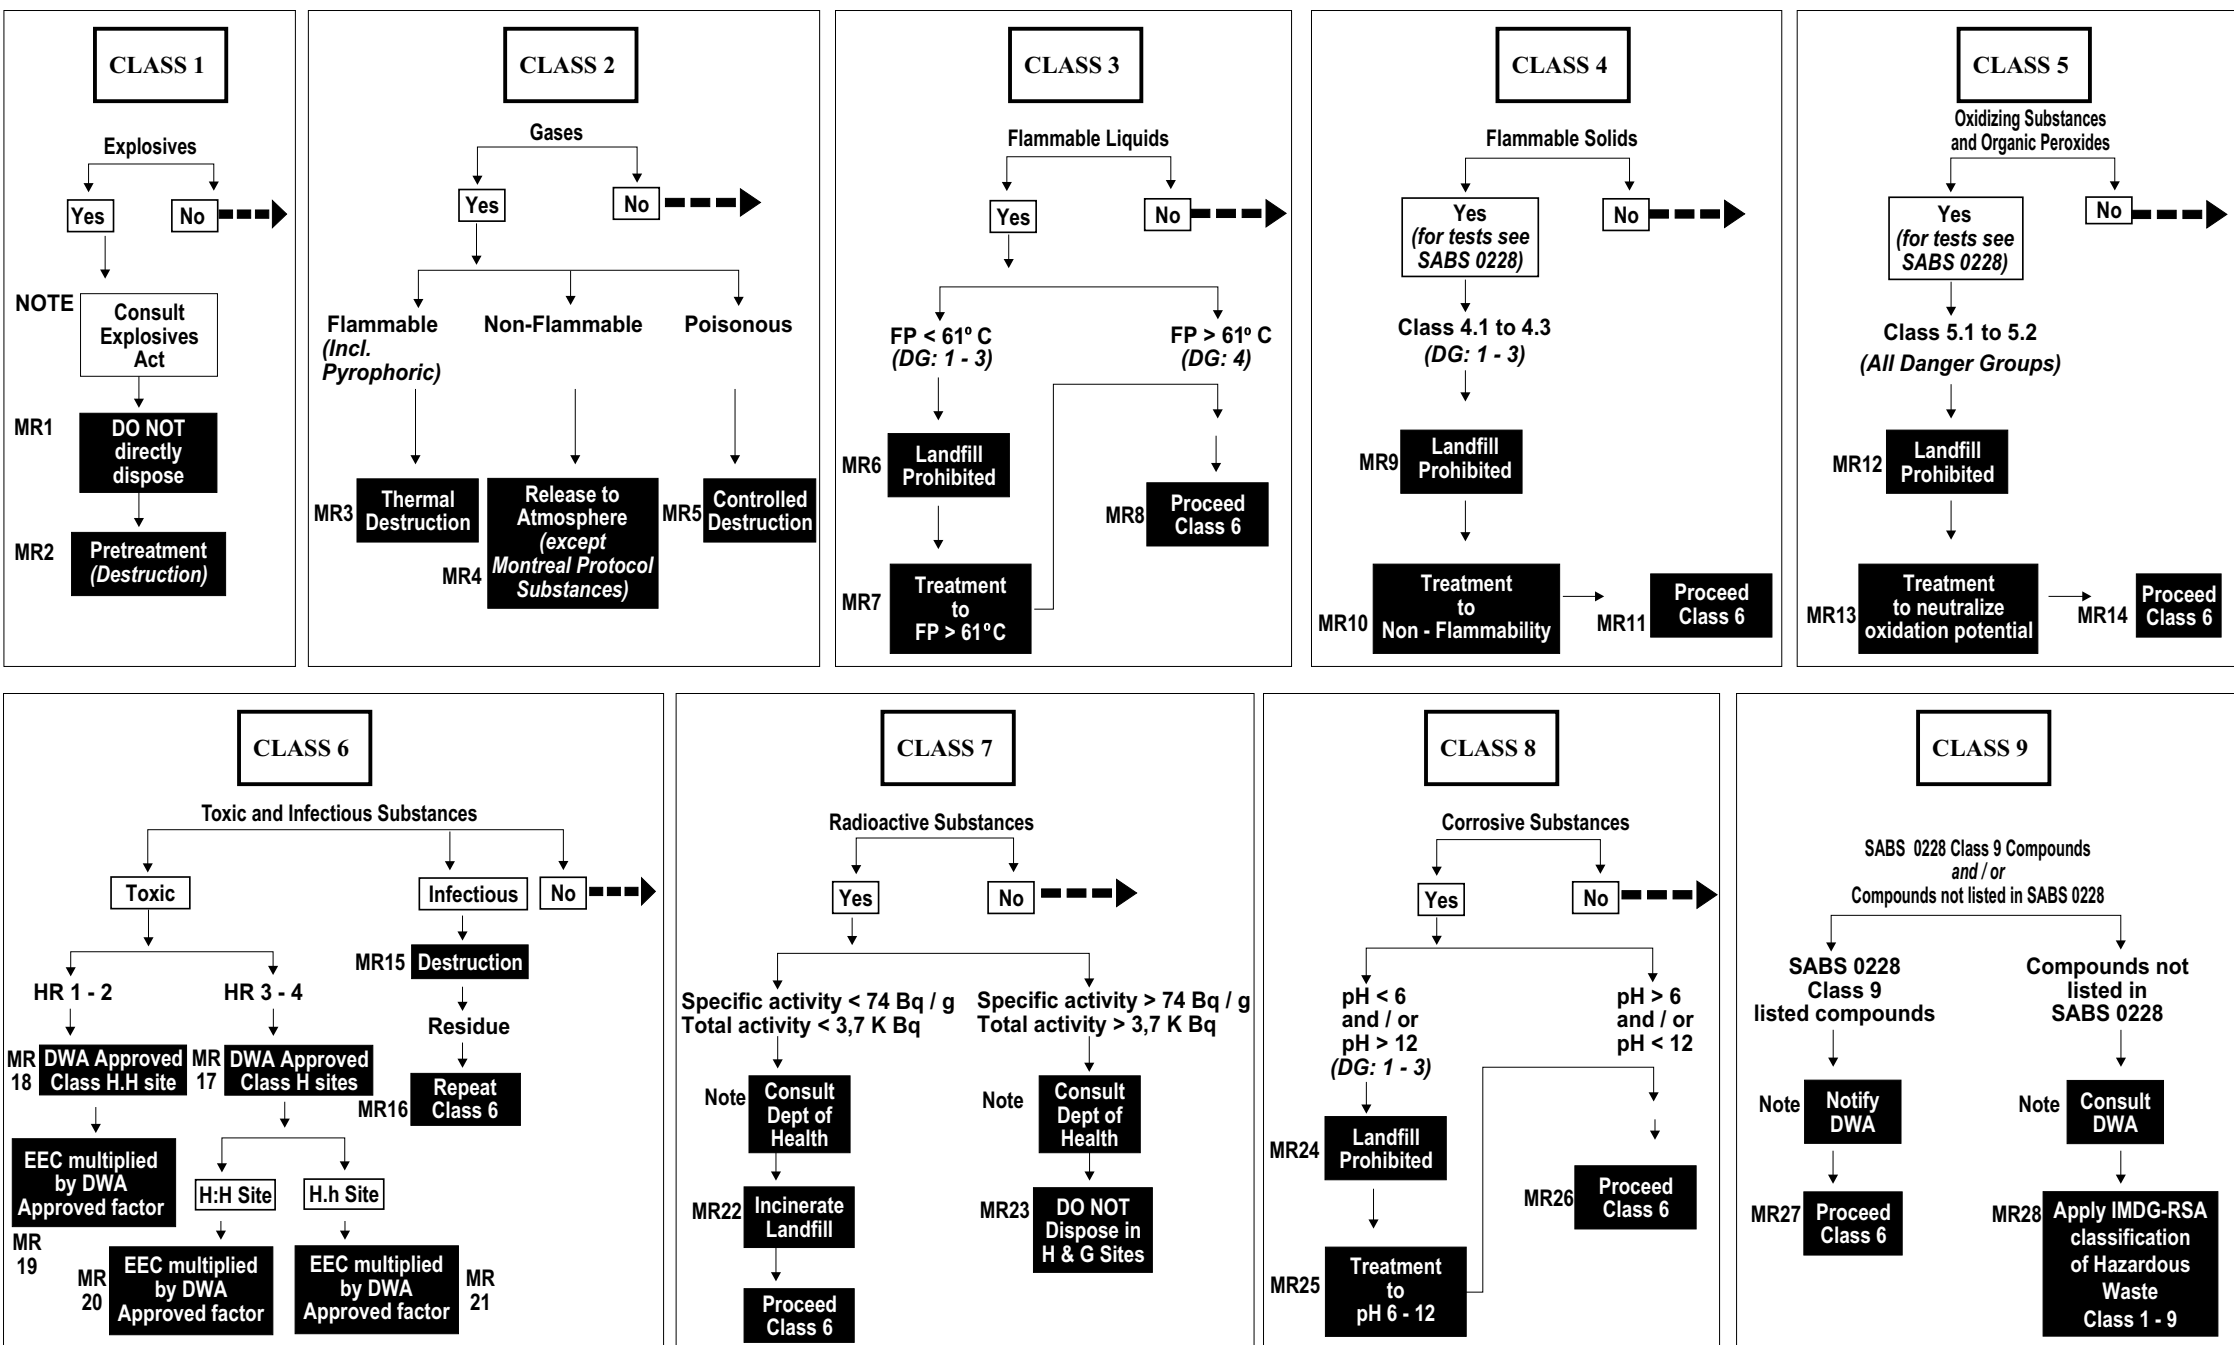 CLASS 1
Explosives
Yes
No
NOTE
Consult
Explosives
Act
MR1
DO NOT
directly
dispose
MR2
Pretreatment
(Destruction)
CLASS 2
Gases
Yes
No
Flammable
(Incl.
Pyrophoric)
Non-Flammable
Poisonous
MR3
Thermal
Destruction
MR4
Release to
Atmosphere
(except
Montreal Protocol
Substances)
MR5
Controlled
Destruction
CLASS 3
Flammable Liquids
Yes
No
FP < 61º C
(DG: 1 - 3)
FP > 61º C
(DG: 4)
MR6
Landfill
Prohibited
MR8
Proceed
Class 6
MR7
Treatment
to
FP > 61ºC
CLASS 4
Flammable Solids
Yes
(for tests see
SABS 0228)
No
Class 4.1 to 4.3
(DG: 1 - 3)
MR9
Landfill
Prohibited
MR10
Treatment
to
Non - Flammability
MR11
Proceed
Class 6
CLASS 5
Oxidizing Substances
and Organic Peroxides
Yes
(for tests see
SABS 0228)
No
Class 5.1 to 5.2
(All Danger Groups)
MR12
Landfill
Prohibited
MR13
Treatment
to neutralize
oxidation potential
MR14
Proceed
Class 6
CLASS 6
Toxic and Infectious Substances
Toxic
Infectious
No
HR 1 - 2
HR 3 - 4
MR15
Destruction
Residue
MR16
Repeat
Class 6
MR
18
DWA Approved
Class H.H site
MR
17
DWA Approved
Class H sites
EEC multiplied
by DWA
Approved factor
MR
19
H:H Site
H.h Site
MR
20
EEC multiplied
by DWA
Approved factor
EEC multiplied
by DWA
Approved factor
MR
21
CLASS 7
Radioactive Substances
Yes
No
Specific activity < 74 Bq / g
Total activity < 3,7 K Bq
Specific activity > 74 Bq / g
Total activity > 3,7 K Bq
Note
Consult
Dept of
Health
Note
Consult
Dept of
Health
MR22
Incinerate
Landfill
MR23
DO NOT
Dispose in
H & G Sites
Proceed
Class 6
CLASS 8
Corrosive Substances
Yes
No
pH < 6
and / or
pH > 12
(DG: 1 - 3)
pH > 6
and / or
pH < 12
MR24
Landfill
Prohibited
MR26
Proceed
Class 6
MR25
Treatment
to
pH 6 - 12
CLASS 9
SABS 0228 Class 9 Compounds
and / or
Compounds not listed in SABS 0228
SABS 0228
Class 9
listed compounds
Compounds not
listed in
SABS 0228
Note
Notify
DWA
Note
Consult
DWA
MR27
Proceed
Class 6
MR28
Apply IMDG-RSA
classification
of Hazardous
Waste
Class 1 - 9